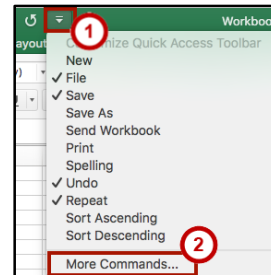 1
Workbo
ayout
mize Quick Access Toolbar
New
✓ File
✓ Save
Save As
Send Workbook
Print
Spelling
✓ Undo
✓ Repeat
Sort Ascending
Sort Descending
2
More Commands...